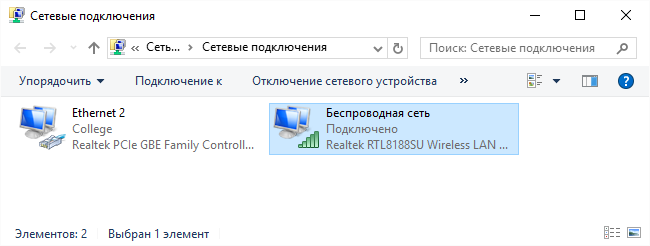 Сетевые подключения
« Сеть... > Сетевые подключения
Поиск: Сетевые подключения
Упорядочить Подключение к Отключение сетевого устройства »
Ethernet 2
College
Realtek PCIe GBE Family Controll...
Беспроводная сеть
Подключено
Realtek RTL8188SU Wireless LAN ...
Элементов: 2 Выбран 1 элемент